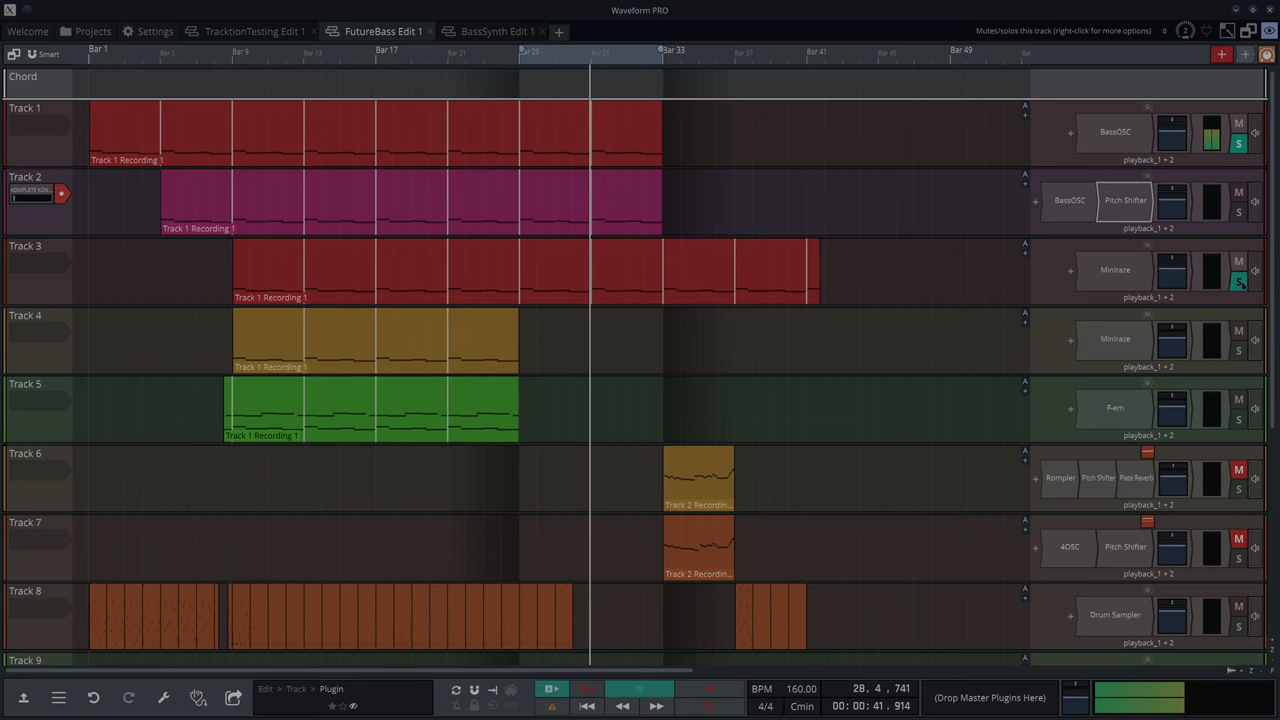 Waveform PRO
Welcome
Projects
Settings
TracktionTesting Edit 1
FutureBass Edit 1
BassSynth Edit 1
Mutes/solos this track (right-click for more options)
0
2
Smart
Bar 1
Bar 5
Bar 9
Bar 13
Bar 17
Bar 21
Bar 25
Bar 29
Bar 33
Bar 37
Bar 41
Bar 45
Bar 49
Bar
Chord
Track 1
Track 1 Recording 1
A
BassOSC
M
S
playback_1 + 2
Track 2
KOMPLETE KON...
Track 1 Recording 1
A
BassOSC
Pitch Shifter
M
S
playback_1 + 2
Track 3
Track 1 Recording 1
A
Miniraze
M
S
playback_1 + 2
Track 4
Track 1 Recording 1
A
Miniraze
M
S
playback_1 + 2
Track 5
Track 1 Recording 1
A
F-em
M
S
playback_1 + 2
Track 6
Track 2 Recordin...
A
Rompler
Pitch Shifter
Plate Reverb
M
S
playback_1 + 2
Track 7
Track 2 Recordin...
A
4OSC
Pitch Shifter
M
S
playback_1 + 2
Track 8
A
Drum Sampler
M
S
playback_1 + 2
Track 9
A
M
Edit > Track > Plugin
BPM
160.00
4/4
Cmin
28, 4, 741
00:00:41.914
(Drop Master Plugins Here)